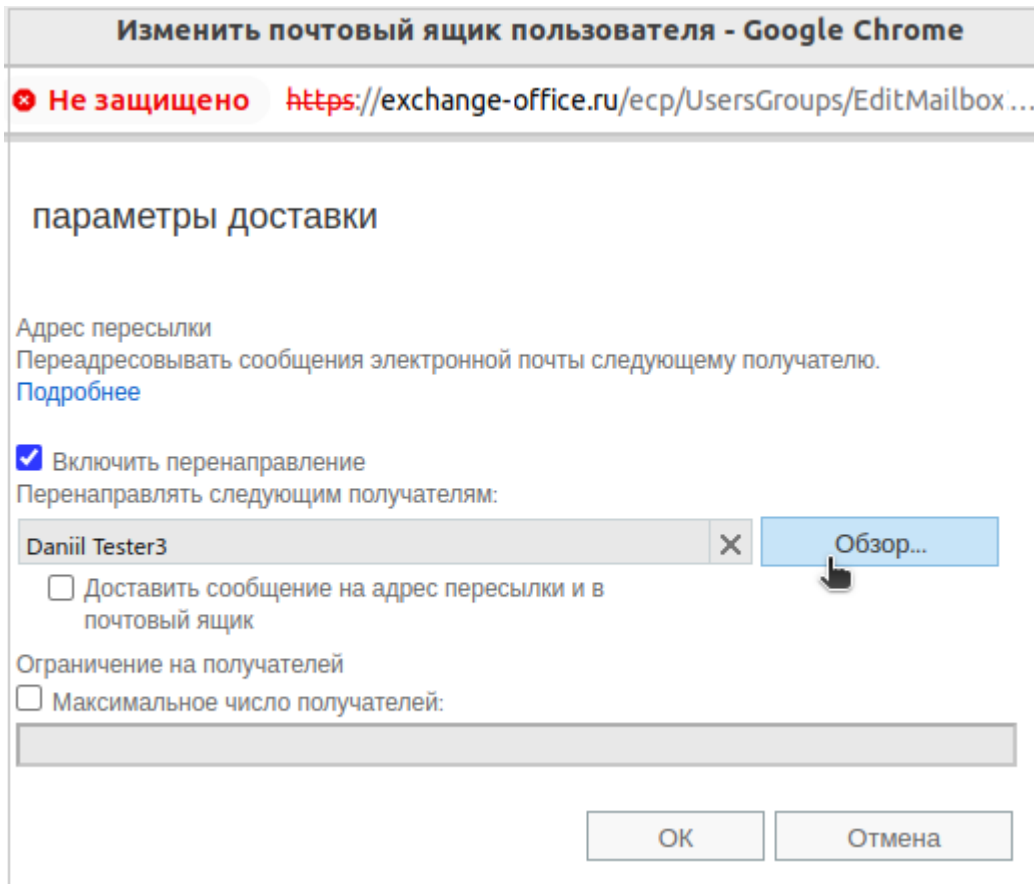 Изменить почтовый ящик пользователя - Google Chrome
Не защищено https://exchange-office.ru/ecp/UsersGroups/EditMailbox...
параметры доставки
Адрес пересылки
Переадресовывать сообщения электронной почты следующему получателю.
Подробнее
Включить перенаправление
Перенаправлять следующим получателям:
Daniil Tester3
Обзор...
Доставить сообщение на адрес пересылки и в
почтовый ящик
Ограничение на получателей
Максимальное число получателей:
ОК
Отмена